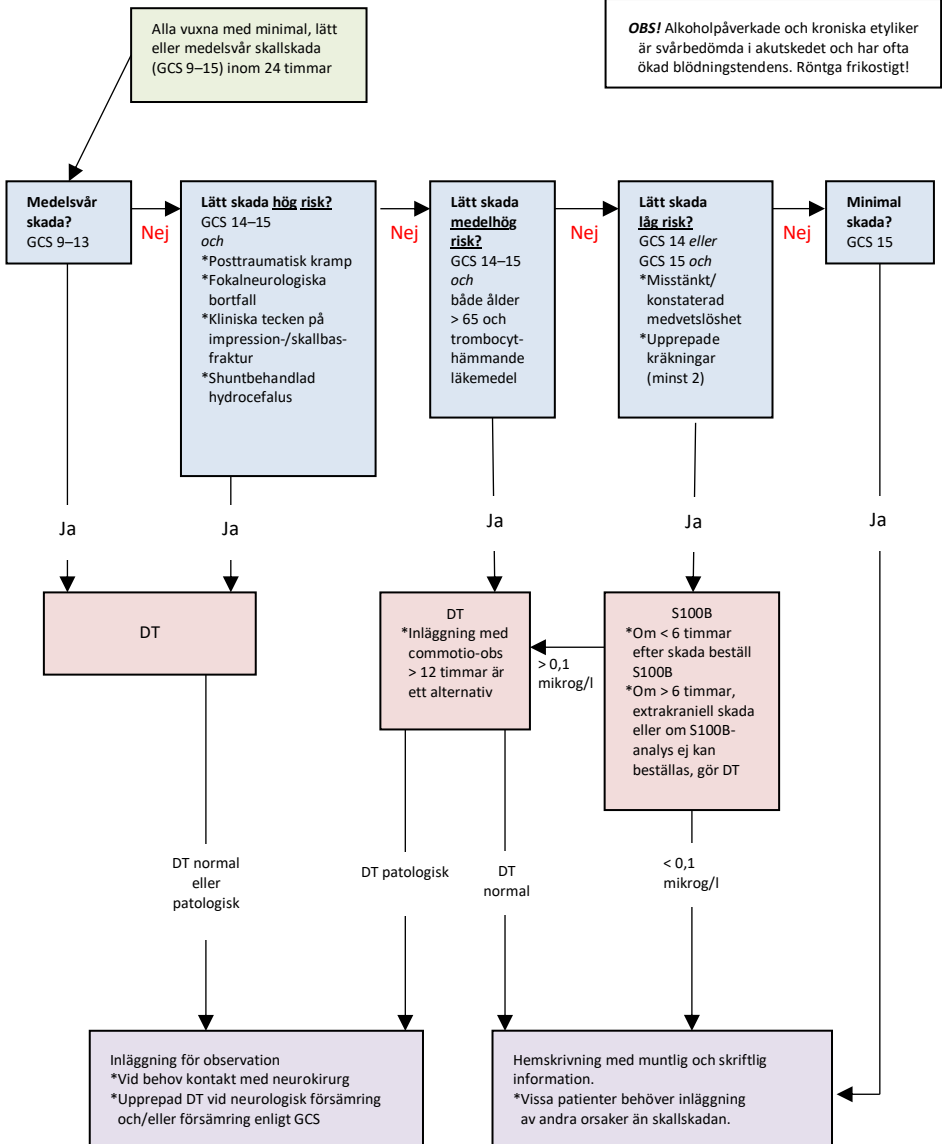 Alla vuxna med minimal, lätt
eller medelsvår skallskada
(GCS 9–15) inom 24 timmar
OBS! Alkoholpåverkade och kroniska etyliker
är svårbedömda i akutskedet och har ofta
ökad blödningstendens. Röntga frikostigt!
Medelsvår
skada?
GCS 9–13
Nej
Lätt skada hög risk?
GCS 14–15
och
*Posttraumatisk kramp
*Fokalneurologiska
bortfall
*Kliniska tecken på
impression-/skallbas-
fraktur
*Shuntbehandlad
hydrocefalus
Nej
Lätt skada
medelhög
risk?
GCS 14–15
och
både ålder
> 65 och
trombocyt-
hämmande
läkemedel
Nej
Lätt skada
låg risk?
GCS 14 eller
GCS 15 och
*Misstänkt/
konstaterad
medvetslöshet
*Upprepade
kräkningar
(minst 2)
Nej
Minimal
skada?
GCS 15
Ja
Ja
Ja
Ja
Ja
DT
DT
*Inläggning med
commotio-obs
> 12 timmar är
ett alternativ
> 0,1
mikrog/l
S100B
*Om < 6 timmar
efter skada beställ
S100B
*Om > 6 timmar,
extrakraniell skada
eller om S100B-
analys ej kan
beställas, gör DT
DT normal
eller
patologisk
DT patologisk
DT
normal
< 0,1
mikrog/l
Inläggning för observation
*Vid behov kontakt med neurokirurg
*Upprepad DT vid neurologisk försämring
och/eller försämring enligt GCS
Hemskrivning med muntlig och skriftlig
information.
*Vissa patienter behöver inläggning
av andra orsaker än skallskadan.